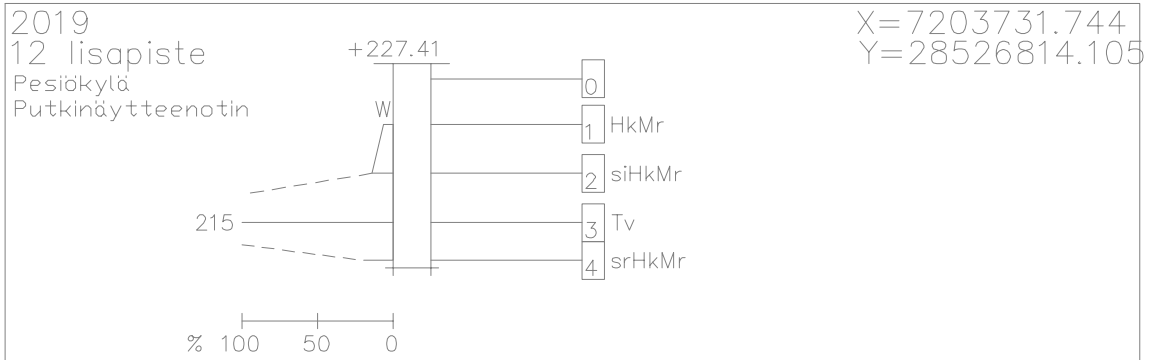 2019
12 lisapiste
Pesiökylä
Putkinäytteenotin
X=7203731.744
Y=28526814.105
+227.41
0
W
1 HkMr
2 siHkMr
215
3 Tv
4 srHkMr
% 100 50 0